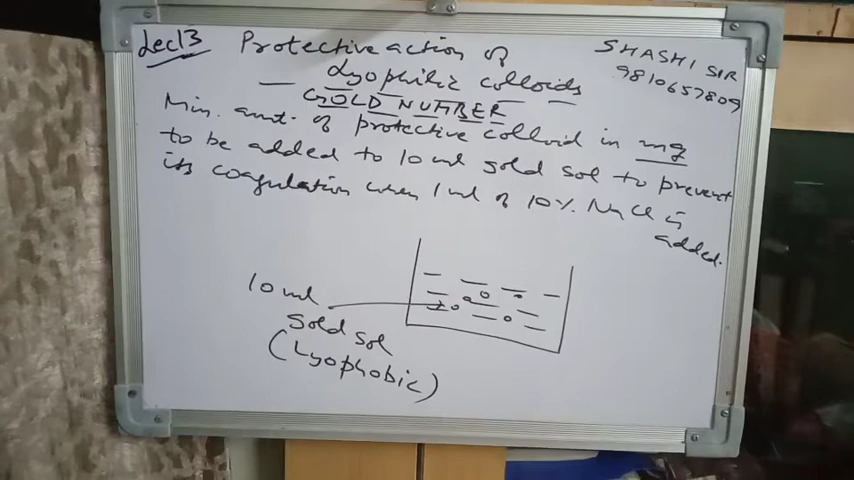 Lec13
Protective action of
Lyophilic colloids
SHASHI SIR
9810657809
— GOLD NUMBER
Min. amt. of protective colloid in mg
to be added to 10 ml gold sol to prevent
its coagulation when 1 ml of 10% NaCl is
added.
10 ml
gold sol
(Lyophobic)